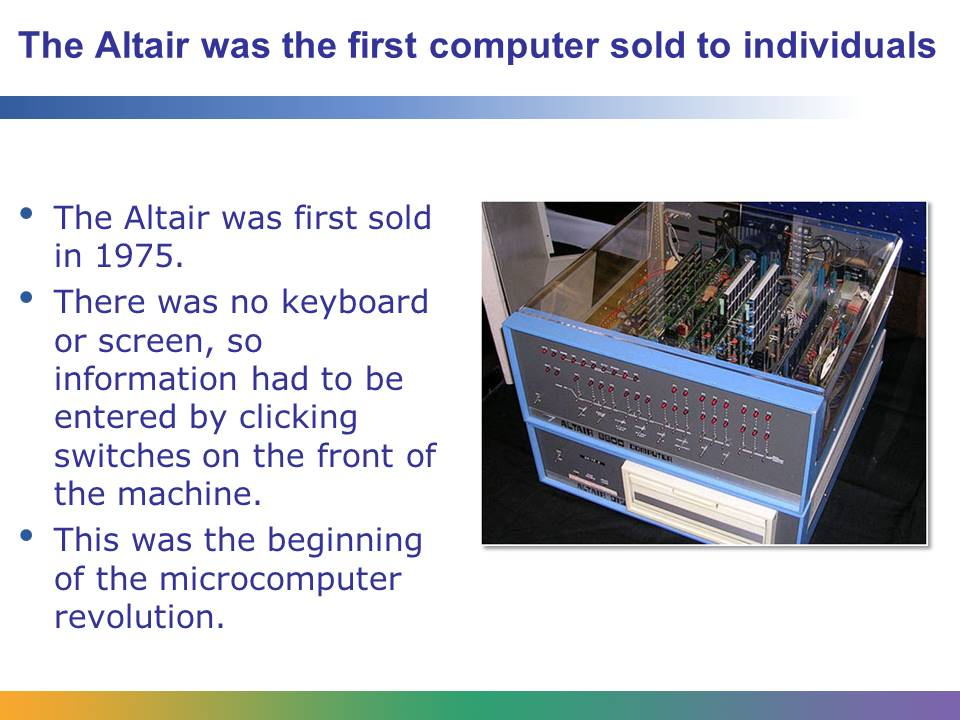 The Altair was the first computer sold to individuals
• The Altair was first sold
in 1975.
• There was no keyboard
or screen, so
information had to be
entered by clicking
switches on the front of
the machine.
• This was the beginning
of the microcomputer
revolution.
ALTAIR 8800 COMPUTER
ALTAIR